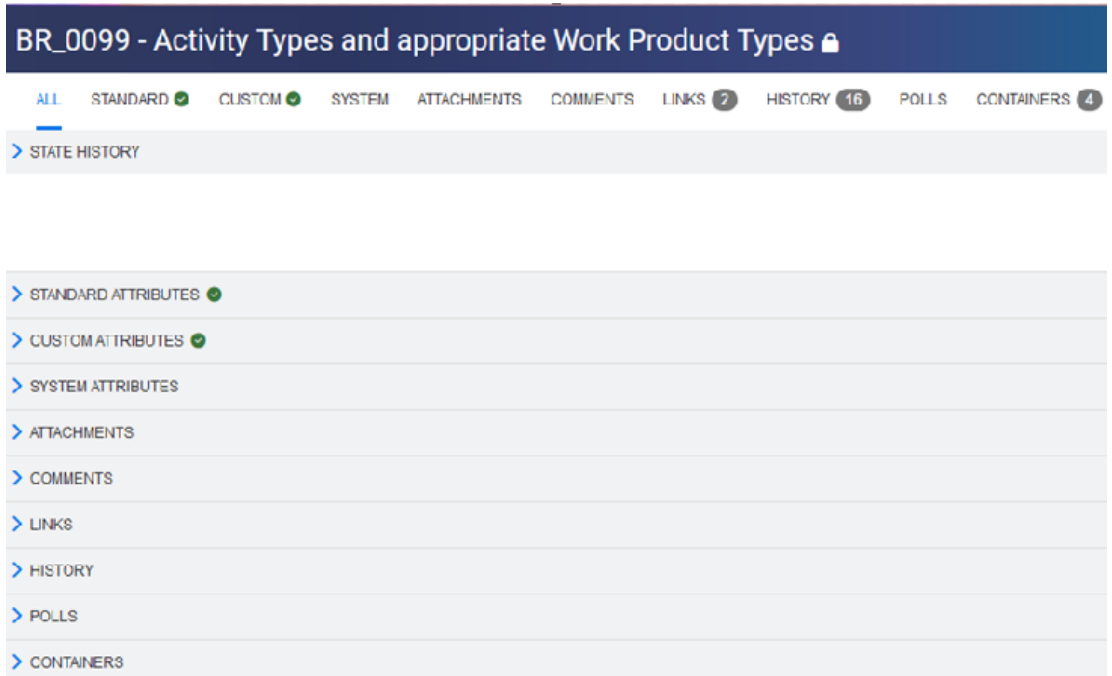 BR_0099 - Activity Types and appropriate Work Product Types
ALL STANDARD CUSTOM SYSTEM ATTACHMENTS COMMENTS LINKS 2 HISTORY 16 POLLS CONTAINERS 4
STATE HISTORY
STANDARD ATTRIBUTES
CUSTOM ATTRIBUTES
SYSTEM ATTRIBUTES
ATTACHMENTS
COMMENTS
LINKS
HISTORY
POLLS
CONTAINERS